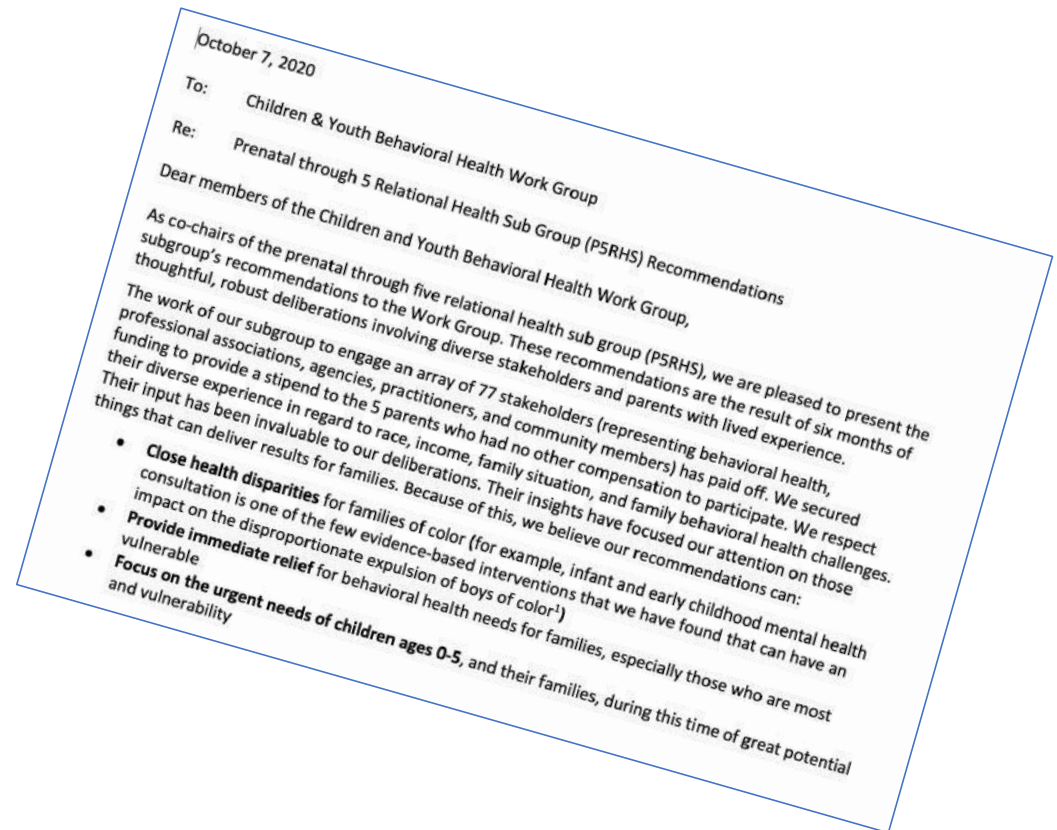 October 7, 2020
To: Children & Youth Behavioral Health Work Group
Re: Prenatal through 5 Relational Health Sub Group (P5RHS) Recommendations
Dear members of the Children and Youth Behavioral Health Work Group,
As co-chairs of the prenatal through five relational health sub group (P5RHS), we are pleased to present the
subgroup's recommendations to the Work Group. These recommendations are the result of six months of
thoughtful, robust deliberations involving diverse stakeholders and parents with lived experience.
The work of our subgroup to engage an array of 77 stakeholders (representing behavioral health,
professional associations, agencies, practitioners, and community members) has paid off. We secured
funding to provide a stipend to the 5 parents who had no other compensation to participate. We respect
their diverse experience in regard to race, income, family situation, and family behavioral health challenges.
Their input has been invaluable to our deliberations. Their insights have focused our attention on those
things that can deliver results for families. Because of this, we believe our recommendations can:
• Close health disparities for families of color (for example, infant and early childhood mental health
consultation is one of the few evidence-based interventions that we have found that can have an
impact on the disproportionate expulsion of boys of color¹)
• Provide immediate relief for behavioral health needs for families, especially those who are most
vulnerable
• Focus on the urgent needs of children ages 0-5, and their families, during this time of great potential
and vulnerability